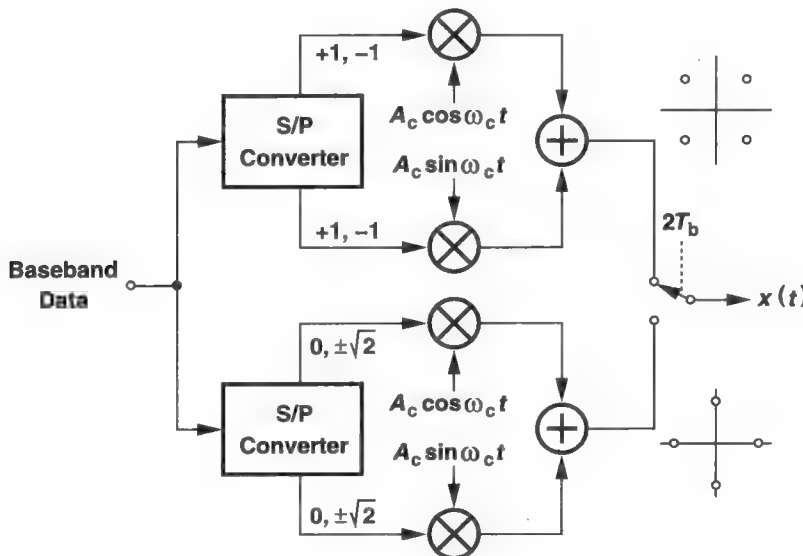 +1, −1
S/P
Converter
A_c cos ω_c t
A_c sin ω_c t
+1, −1
2T_b
Baseband
Data
x(t)
0, ±√2
S/P
Converter
A_c cos ω_c t
A_c sin ω_c t
0, ±√2